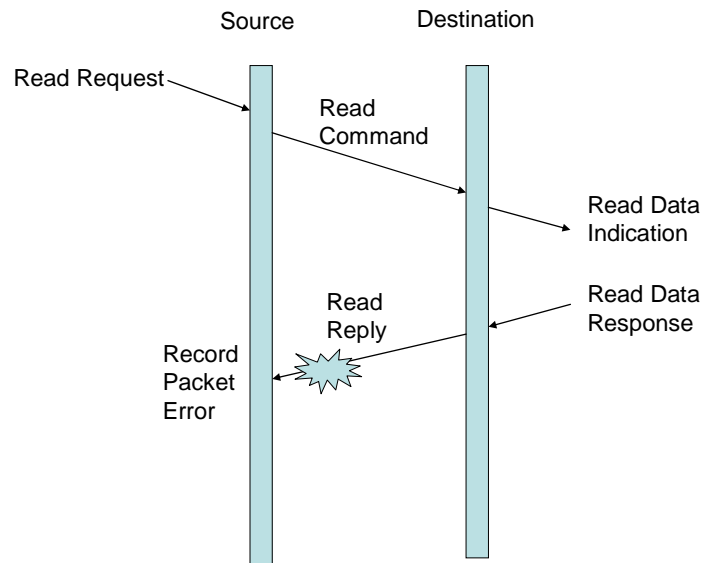 Source
Destination
Read Request
Read
Command
Read Data
Indication
Read
Reply
Read Data
Response
Record
Packet
Error